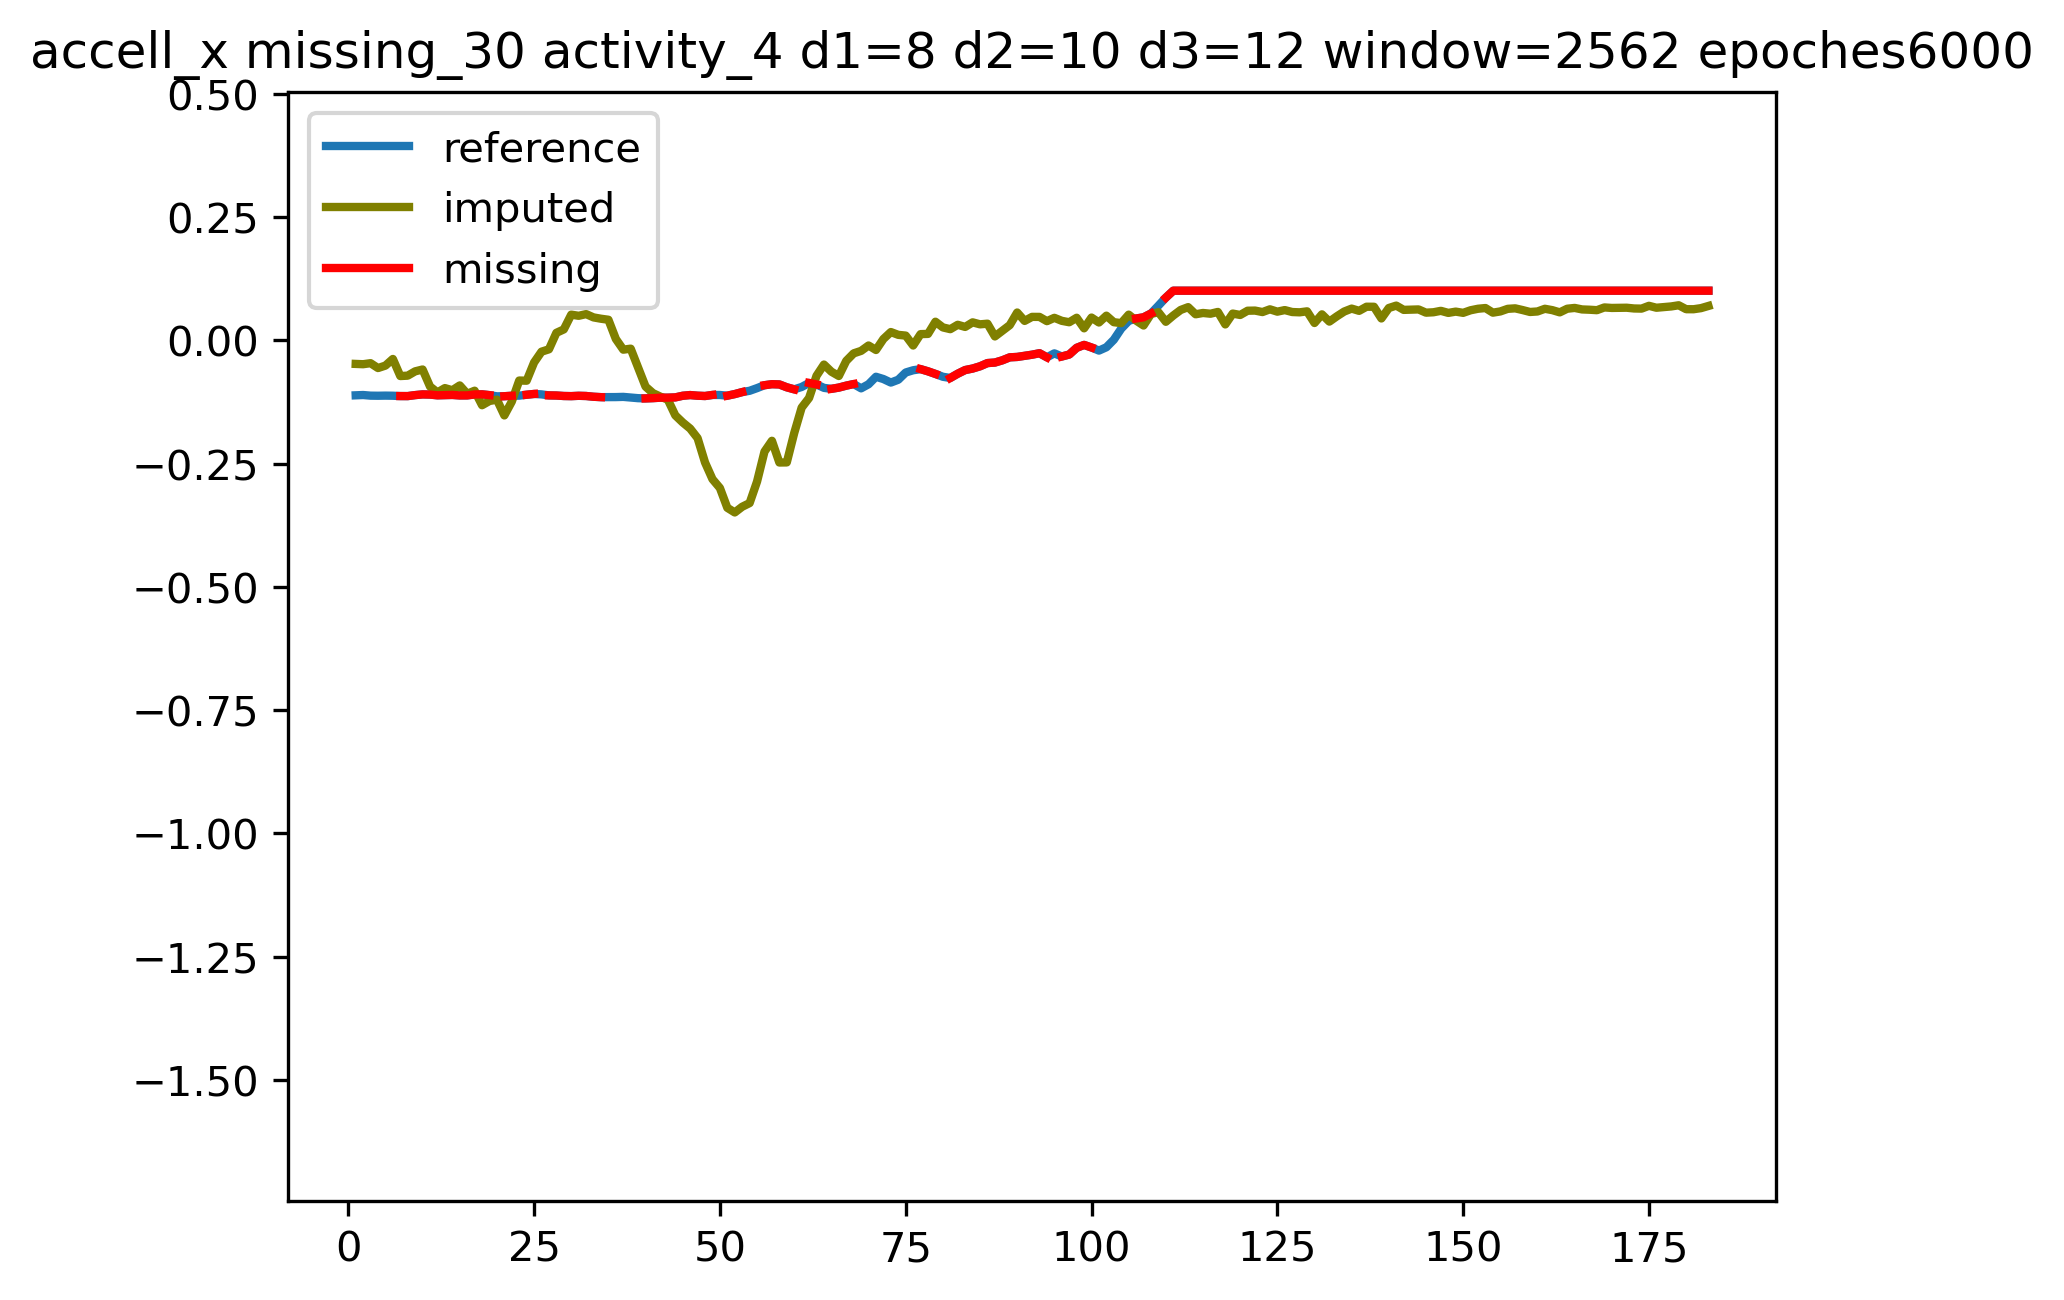 accell_x missing_30 activity_4 d1=8 d2=10 d3=12 window=2562 epoches6000
0.50
0.25
0.00
−0.25
−0.50
−0.75
−1.00
−1.25
−1.50
reference
imputed
missing
0 25 50 75 100 125 150 175